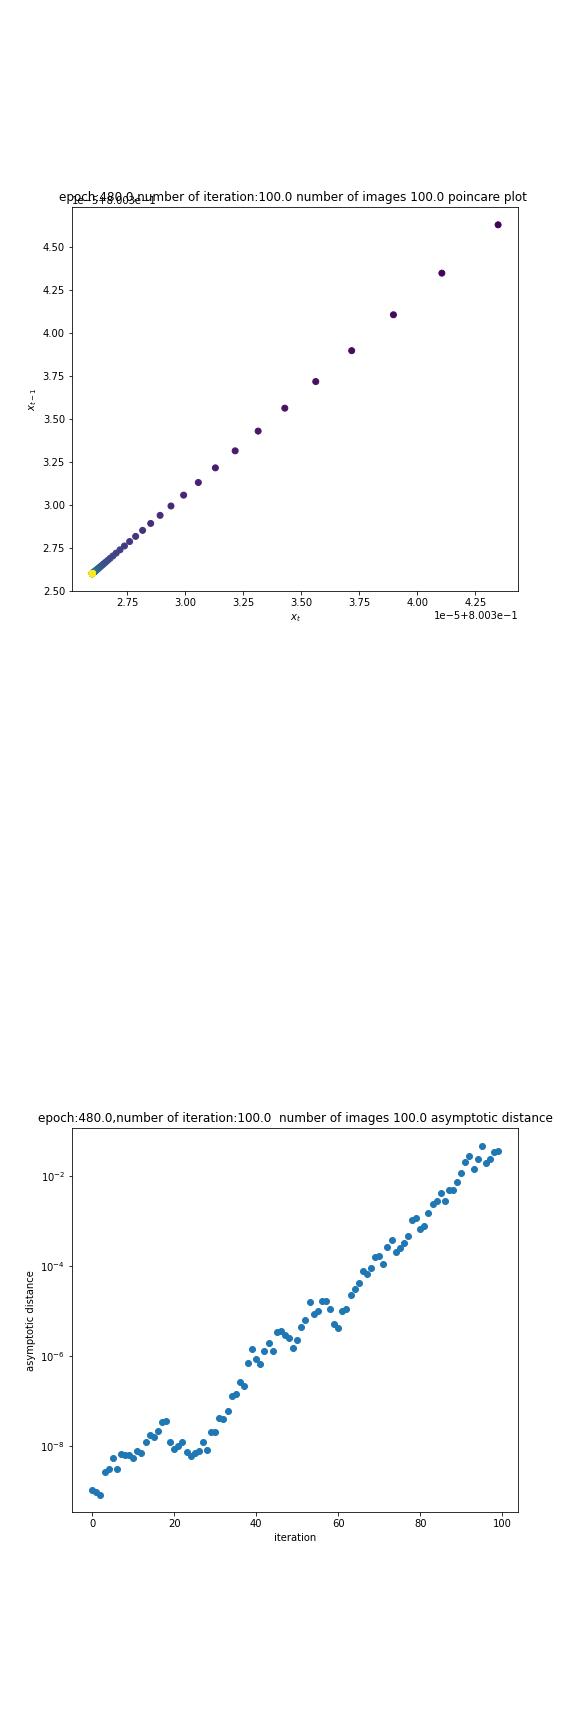 epoch:480.0,number of iteration:100.0 number of images 100.0 poincare plot
1e−5+8.003e−1
4.50
4.25
4.00
3.75
3.50
3.25
3.00
2.75
2.50
x_{t−1}
2.75 3.00 3.25 3.50 3.75 4.00 4.25
x_t
1e−5+8.003e−1
epoch:480.0,number of iteration:100.0  number of images 100.0 asymptotic distance
10^{−2}
10^{−4}
10^{−6}
10^{−8}
asymptotic distance
0 20 40 60 80 100
iteration